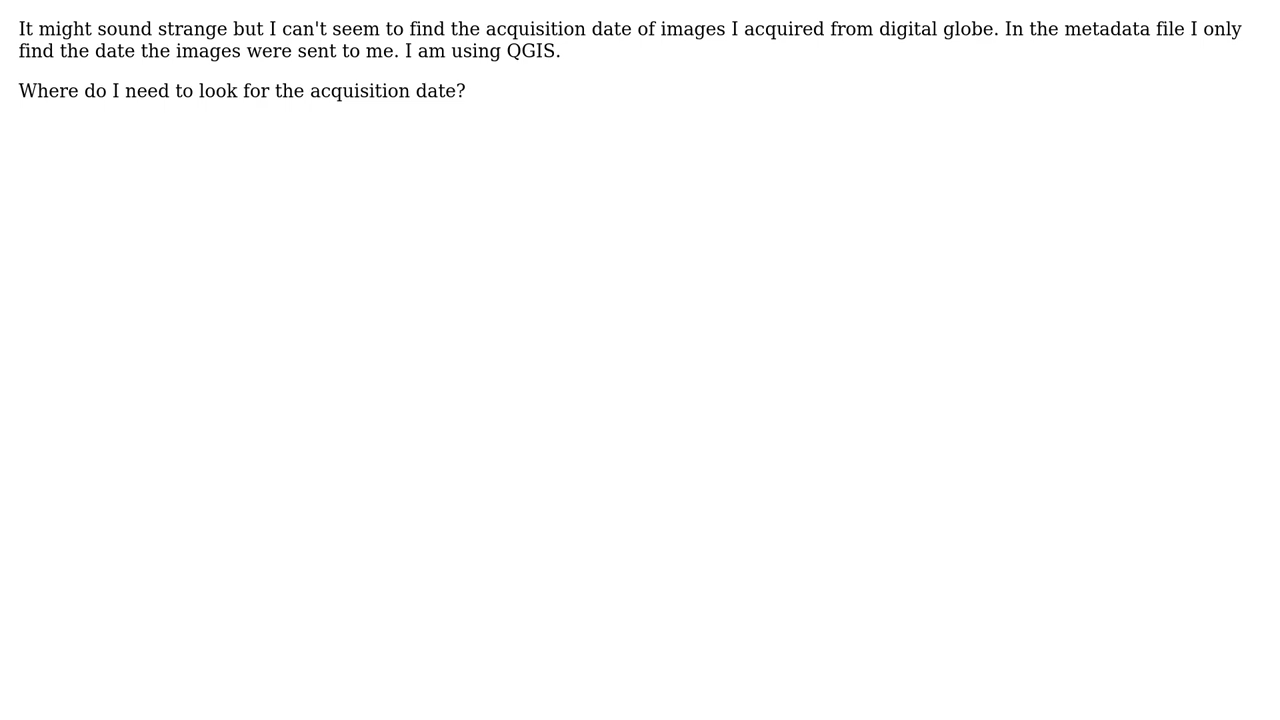 It might sound strange but I can't seem to find the acquisition date of images I acquired from digital globe. In the metadata file I only
find the date the images were sent to me. I am using QGIS.
Where do I need to look for the acquisition date?